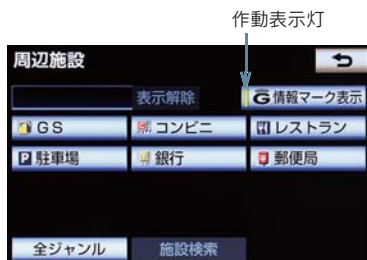 作動表示灯
周辺施設
表示解除 G情報マーク表示
GS コンビニ レストラン
P 駐車場 銀行 郵便局
全ジャンル 施設検索